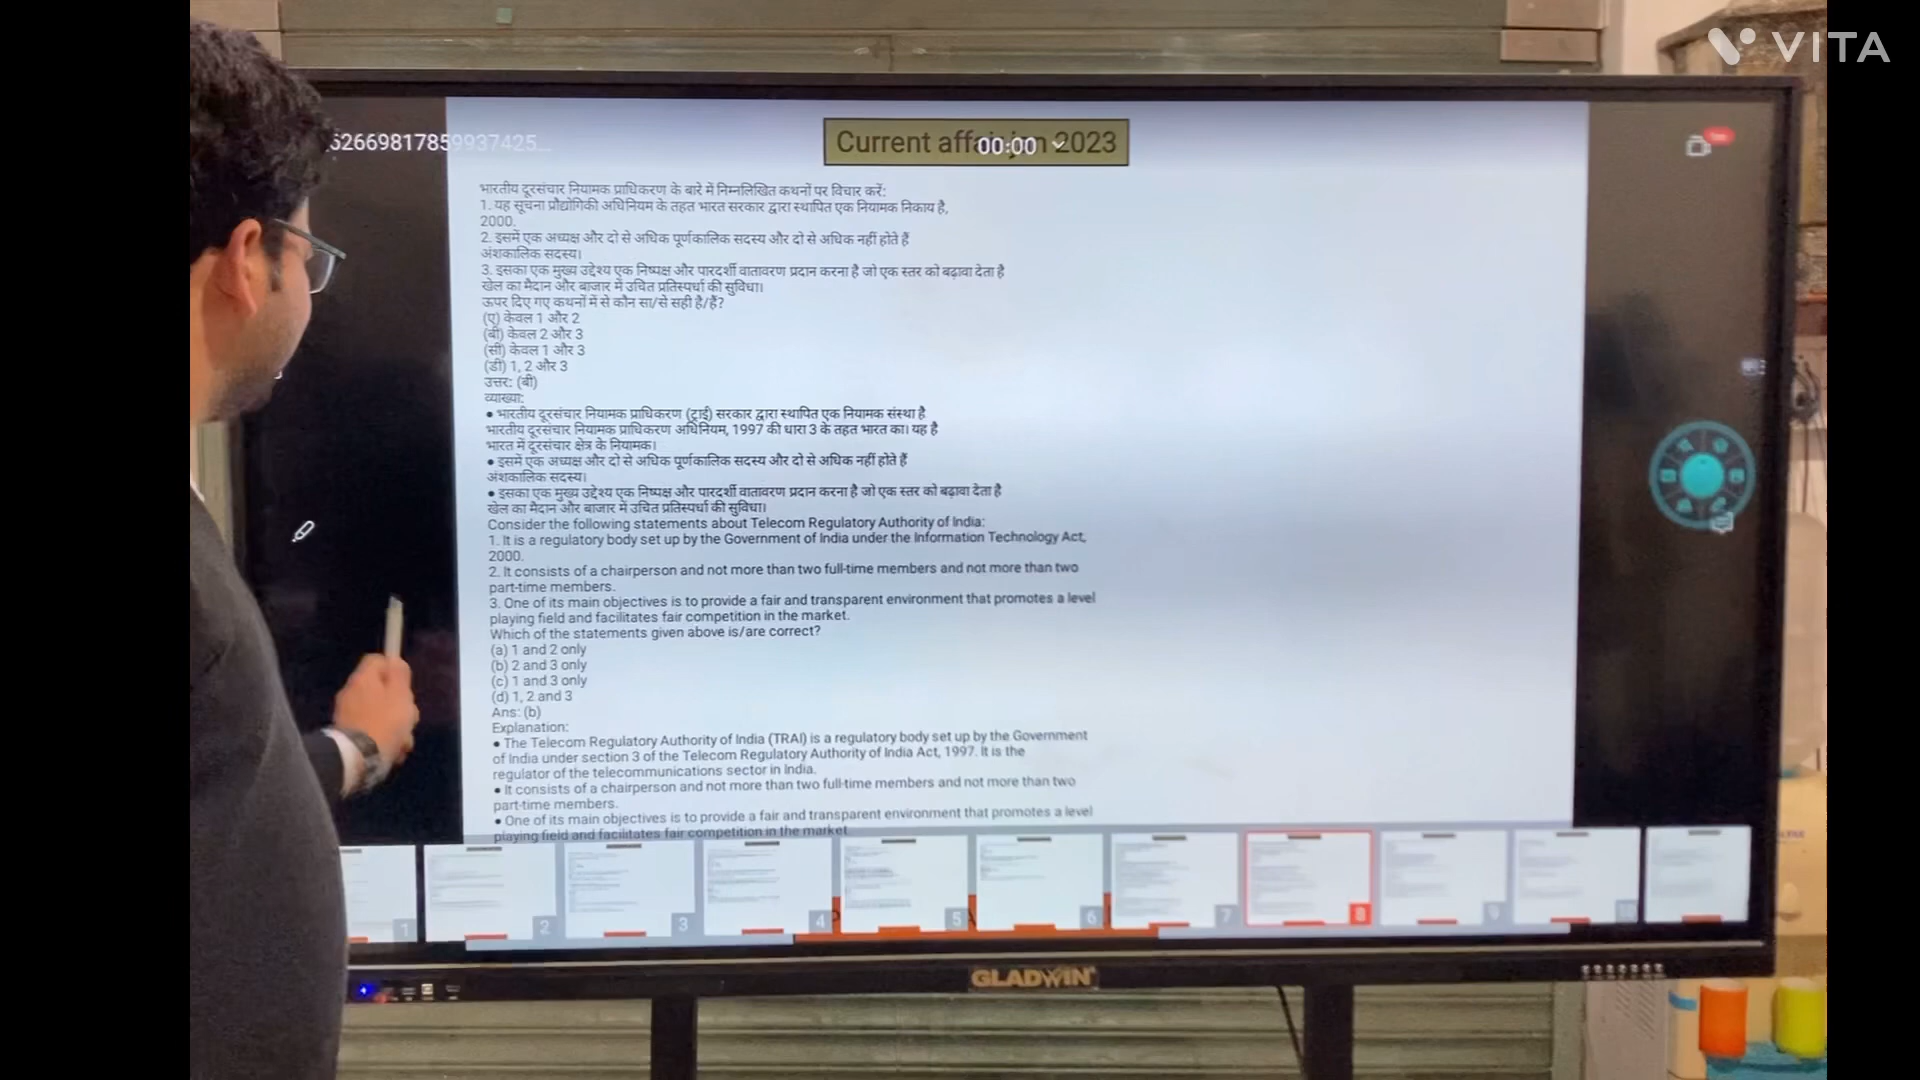 VITA
52669817859937425...
Current affair jan 2023
00:00
भारतीय दूरसंचार नियामक प्राधिकरण के बारे में निम्नलिखित कथनों पर विचार करें:
1. यह सूचना प्रौद्योगिकी अधिनियम के तहत भारत सरकार द्वारा स्थापित एक नियामक निकाय है,
2000.
2. इसमें एक अध्यक्ष और दो से अधिक पूर्णकालिक सदस्य और दो से अधिक नहीं होते हैं
अंशकालिक सदस्य।
3. इसका एक मुख्य उद्देश्य एक निष्पक्ष और पारदर्शी वातावरण प्रदान करना है जो एक स्तर को बढ़ावा देता है
खेल का मैदान और बाजार में उचित प्रतिस्पर्धा की सुविधा।
ऊपर दिए गए कथनों में से कौन सा/से सही है/हैं?
(ए) केवल 1 और 2
(बी) केवल 2 और 3
(सी) केवल 1 और 3
(डी) 1, 2 और 3
उत्तर: (बी)
व्याख्या:
• भारतीय दूरसंचार नियामक प्राधिकरण (ट्राई) सरकार द्वारा स्थापित एक नियामक संस्था है
भारतीय दूरसंचार नियामक प्राधिकरण अधिनियम, 1997 की धारा 3 के तहत भारत का। यह है
भारत में दूरसंचार क्षेत्र के नियामक।
• इसमें एक अध्यक्ष और दो से अधिक पूर्णकालिक सदस्य और दो से अधिक नहीं होते हैं
अंशकालिक सदस्य।
• इसका एक मुख्य उद्देश्य एक निष्पक्ष और पारदर्शी वातावरण प्रदान करना है जो एक स्तर को बढ़ावा देता है
खेल का मैदान और बाजार में उचित प्रतिस्पर्धा की सुविधा।
Consider the following statements about Telecom Regulatory Authority of India:
1. It is a regulatory body set up by the Government of India under the Information Technology Act,
2000.
2. It consists of a chairperson and not more than two full-time members and not more than two
part-time members.
3. One of its main objectives is to provide a fair and transparent environment that promotes a level
playing field and facilitates fair competition in the market.
Which of the statements given above is/are correct?
(a) 1 and 2 only
(b) 2 and 3 only
(c) 1 and 3 only
(d) 1, 2 and 3
Ans: (b)
Explanation:
• The Telecom Regulatory Authority of India (TRAI) is a regulatory body set up by the Government
of India under section 3 of the Telecom Regulatory Authority of India Act, 1997. It is the
regulator of the telecommunications sector in India.
• It consists of a chairperson and not more than two full-time members and not more than two
part-time members.
• One of its main objectives is to provide a fair and transparent environment that promotes a level
playing field and facilitates fair competition in the market
1 2 3 4 5 6 7 8 9 10
GLADWIN